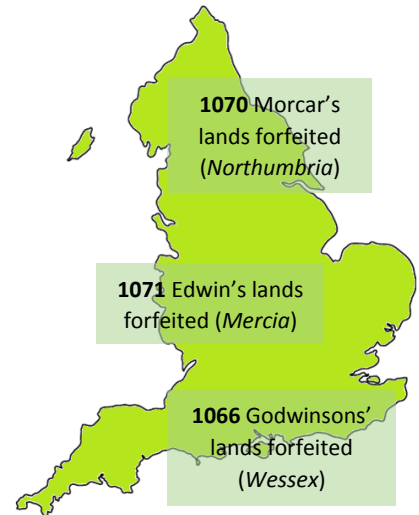 1070 Morcar's
lands forfeited
(Northumbria)
1071 Edwin's lands
forfeited (Mercia)
1066 Godwinsons'
lands forfeited
(Wessex)